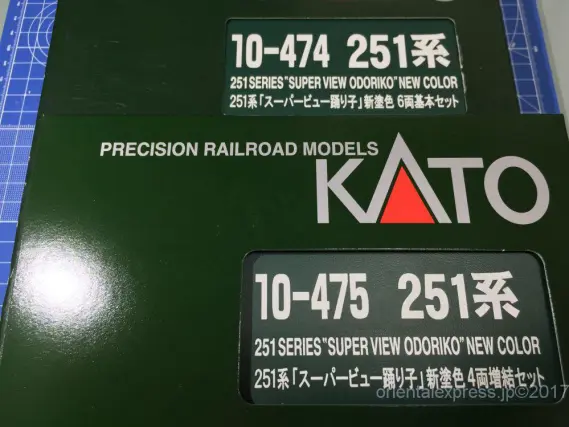 10-474 251系
251 SERIES"SUPER VIEW ODORIKO"NEW COLOR
251系「スーパービュー踊り子」新塗色 6両基本セット
PRECISION RAILROAD MODELS
KATO
10-475 251系
251 SERIES"SUPER VIEW ODORIKO"NEW COLOR
251系「スーパービュー踊り子」新塗色 4両増結セット
orientalexpress.jp©2017